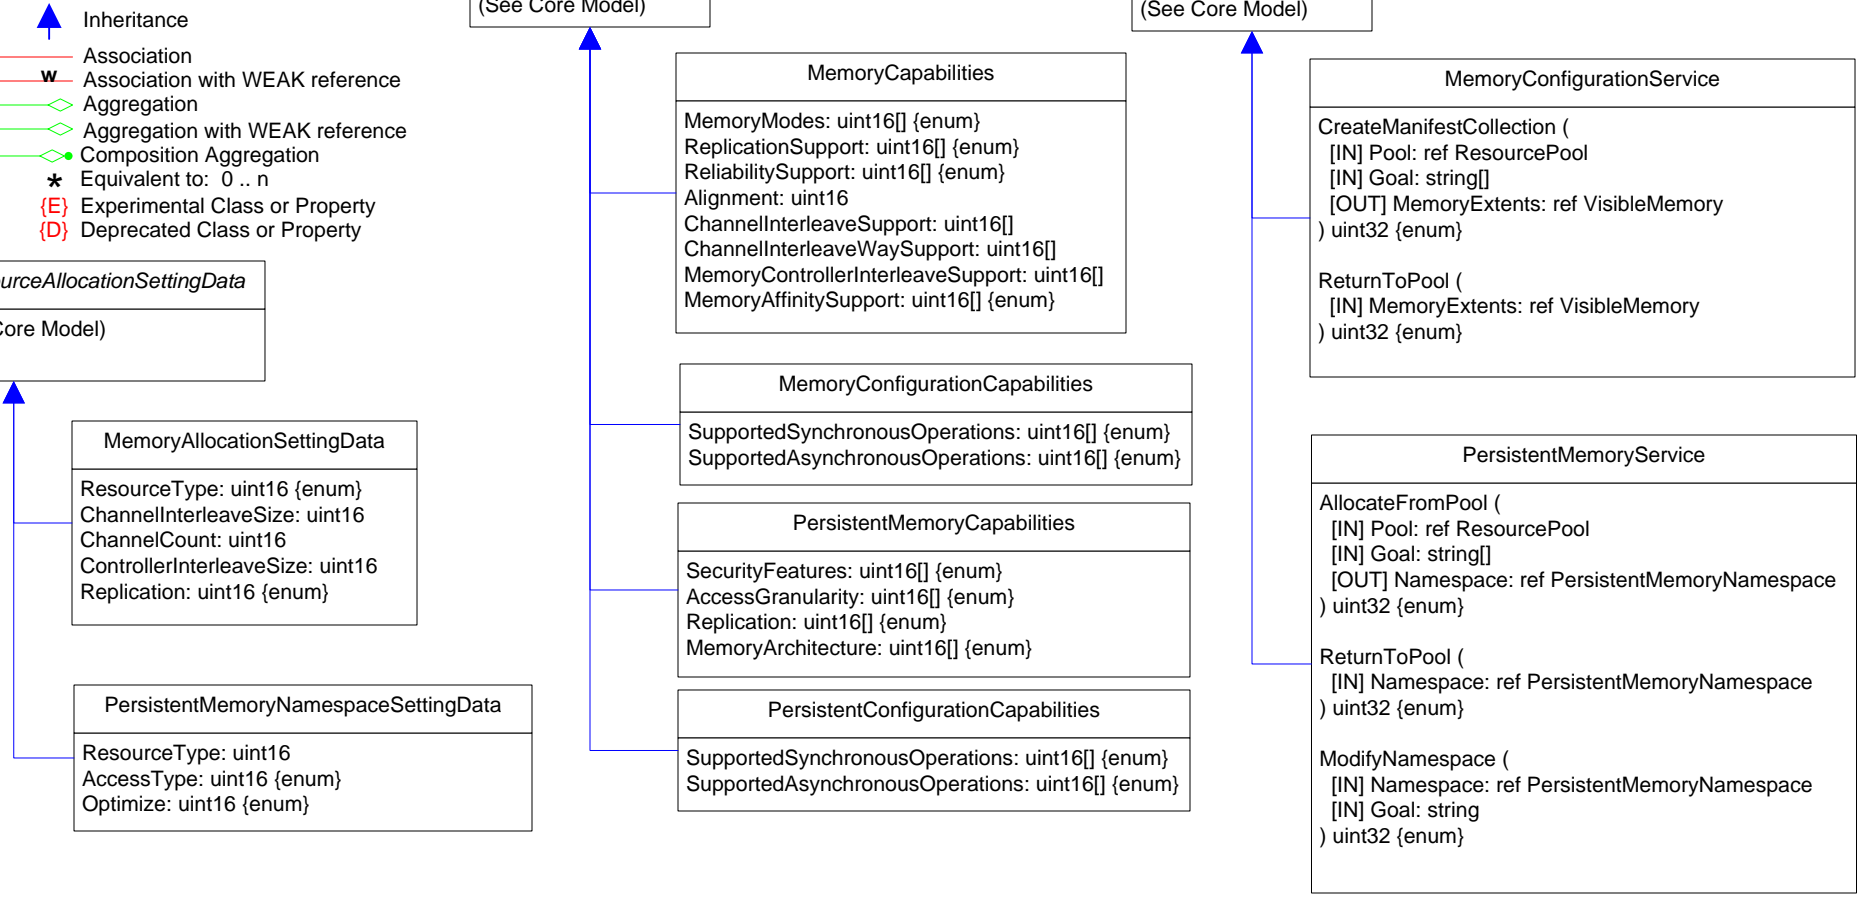 Inheritance
Association
w
Association with WEAK reference
Aggregation
Aggregation with WEAK reference
Composition Aggregation
* Equivalent to: 0 .. n
{E} Experimental Class or Property
{D} Deprecated Class or Property
urceAllocationSettingData
Core Model)
MemoryAllocationSettingData
ResourceType: uint16 {enum}
ChannelInterleaveSize: uint16
ChannelCount: uint16
ControllerInterleaveSize: uint16
Replication: uint16 {enum}
PersistentMemoryNamespaceSettingData
ResourceType: uint16
AccessType: uint16 {enum}
Optimize: uint16 {enum}
(See Core Model)
MemoryCapabilities
MemoryModes: uint16[] {enum}
ReplicationSupport: uint16[] {enum}
ReliabilitySupport: uint16[] {enum}
Alignment: uint16
ChannelInterleaveSupport: uint16[]
ChannelInterleaveWaySupport: uint16[]
MemoryControllerInterleaveSupport: uint16[]
MemoryAffinitySupport: uint16[] {enum}
MemoryConfigurationCapabilities
SupportedSynchronousOperations: uint16[] {enum}
SupportedAsynchronousOperations: uint16[] {enum}
PersistentMemoryCapabilities
SecurityFeatures: uint16[] {enum}
AccessGranularity: uint16[] {enum}
Replication: uint16[] {enum}
MemoryArchitecture: uint16[] {enum}
PersistentConfigurationCapabilities
SupportedSynchronousOperations: uint16[] {enum}
SupportedAsynchronousOperations: uint16[] {enum}
(See Core Model)
MemoryConfigurationService
CreateManifestCollection (
[IN] Pool: ref ResourcePool
[IN] Goal: string[]
[OUT] MemoryExtents: ref VisibleMemory
) uint32 {enum}
ReturnToPool (
[IN] MemoryExtents: ref VisibleMemory
) uint32 {enum}
PersistentMemoryService
AllocateFromPool (
[IN] Pool: ref ResourcePool
[IN] Goal: string[]
[OUT] Namespace: ref PersistentMemoryNamespace
) uint32 {enum}
ReturnToPool (
[IN] Namespace: ref PersistentMemoryNamespace
) uint32 {enum}
ModifyNamespace (
[IN] Namespace: ref PersistentMemoryNamespace
[IN] Goal: string
) uint32 {enum}